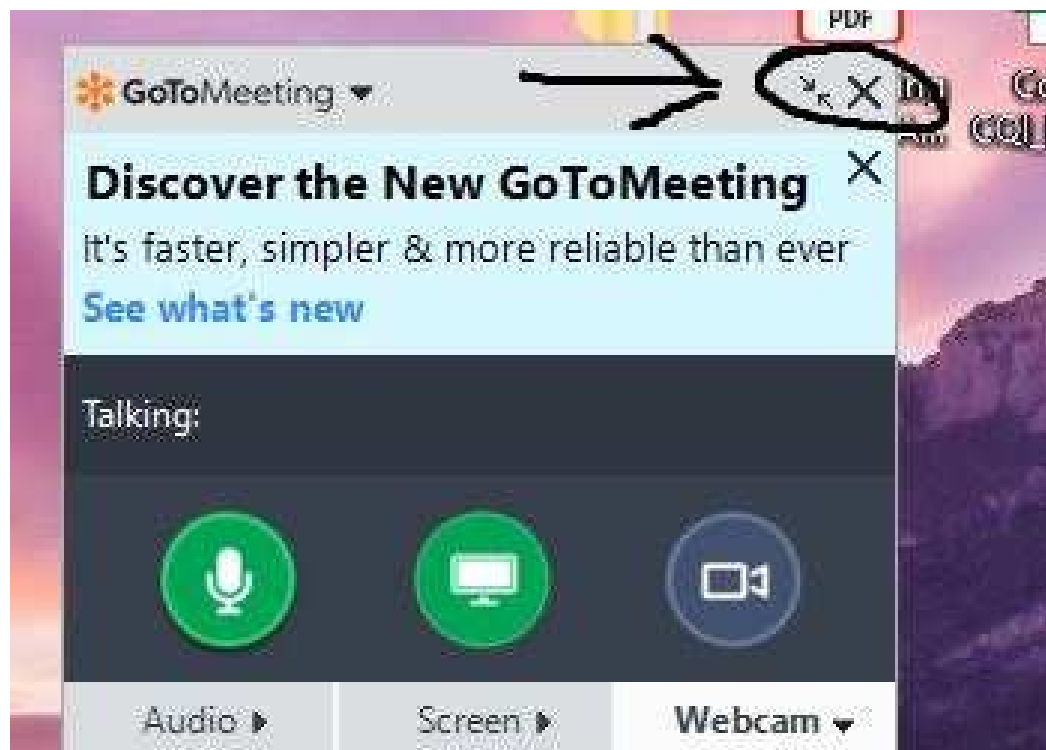 PDF
GoToMeeting
Discover the New GoToMeeting
It's faster, simpler & more reliable than ever
See what's new
Talking:
Audio
Screen
Webcam